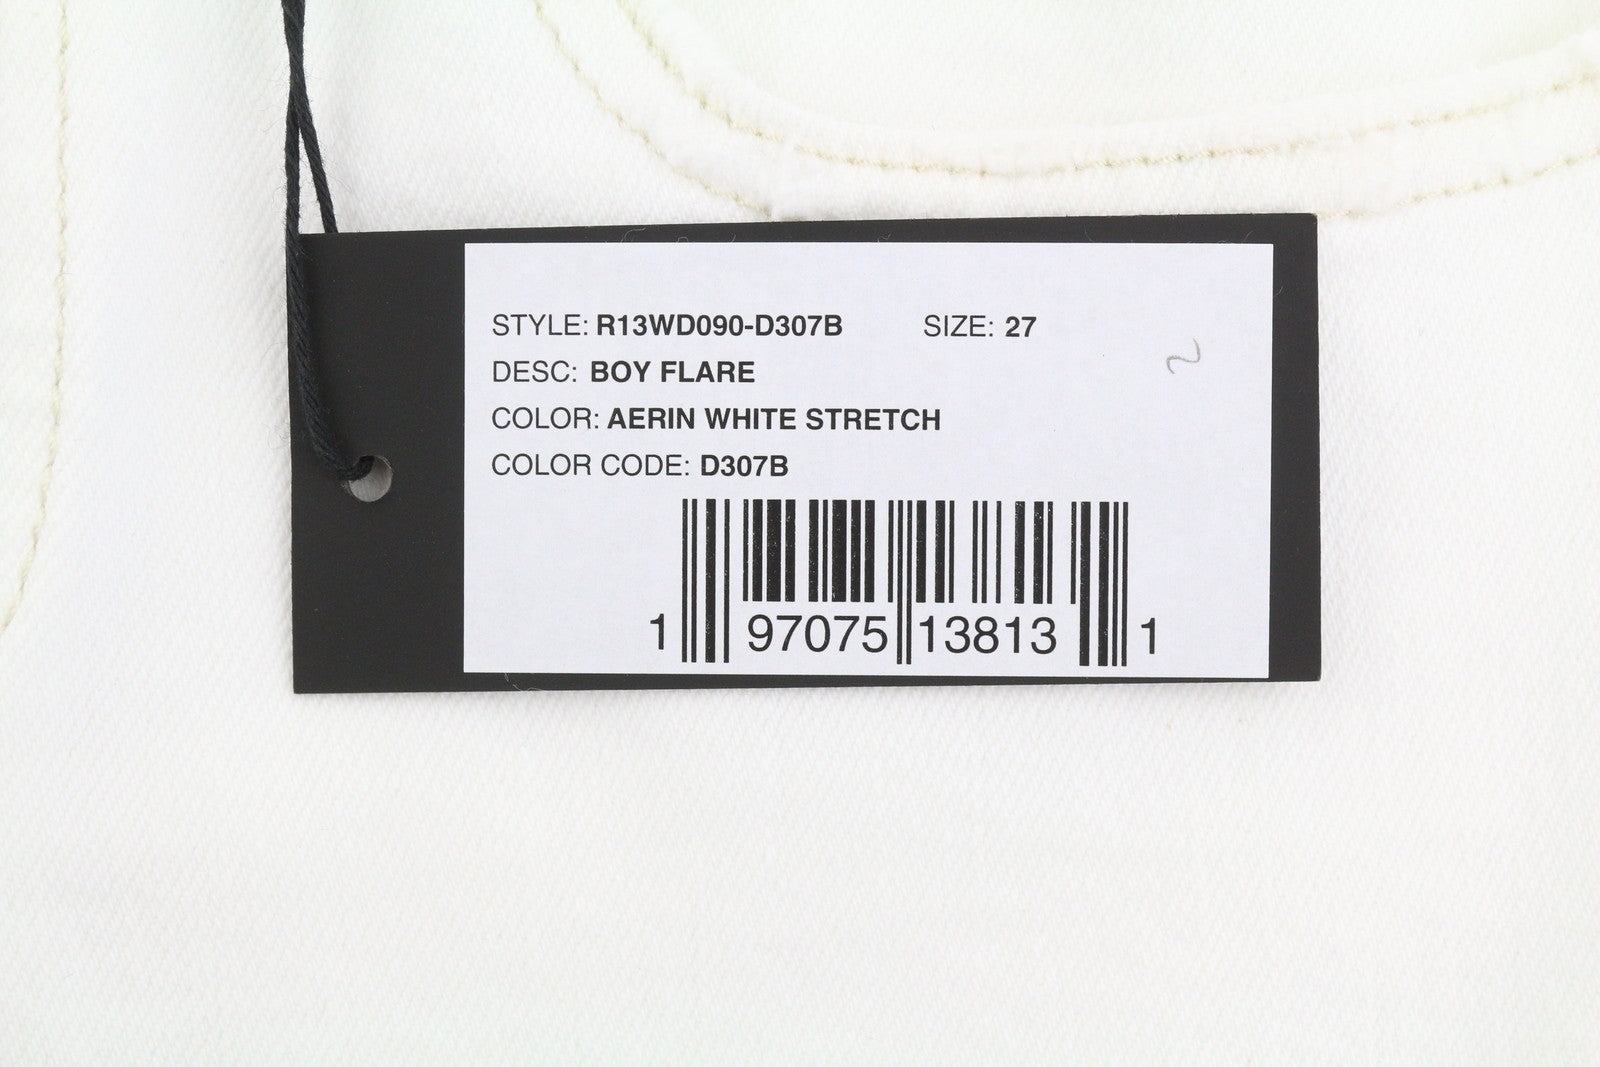 STYLE: R13WD090-D307B SIZE: 27
DESC: BOY FLARE
COLOR: AERIN WHITE STRETCH
COLOR CODE: D307B
1 97075 13813 1